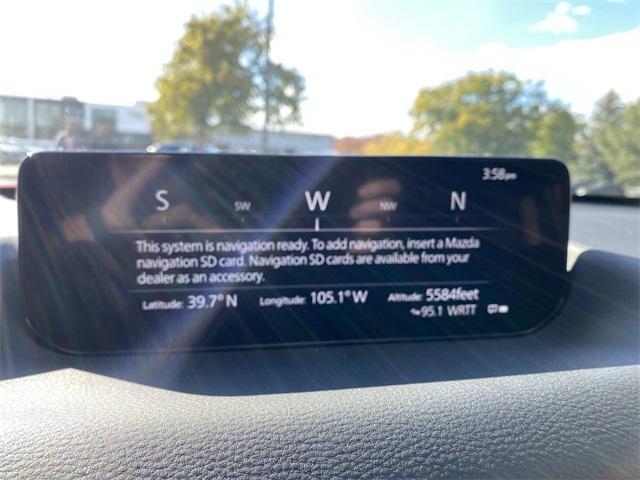 3:58pm
S SW W NW N
This system is navigation ready. To add navigation, insert a Mazda
navigation SD card. Navigation SD cards are available from your
dealer as an accessory.
Latitude: 39.7° N Longitude: 105.1° W Altitude: 5584feet
95.1 WRTT